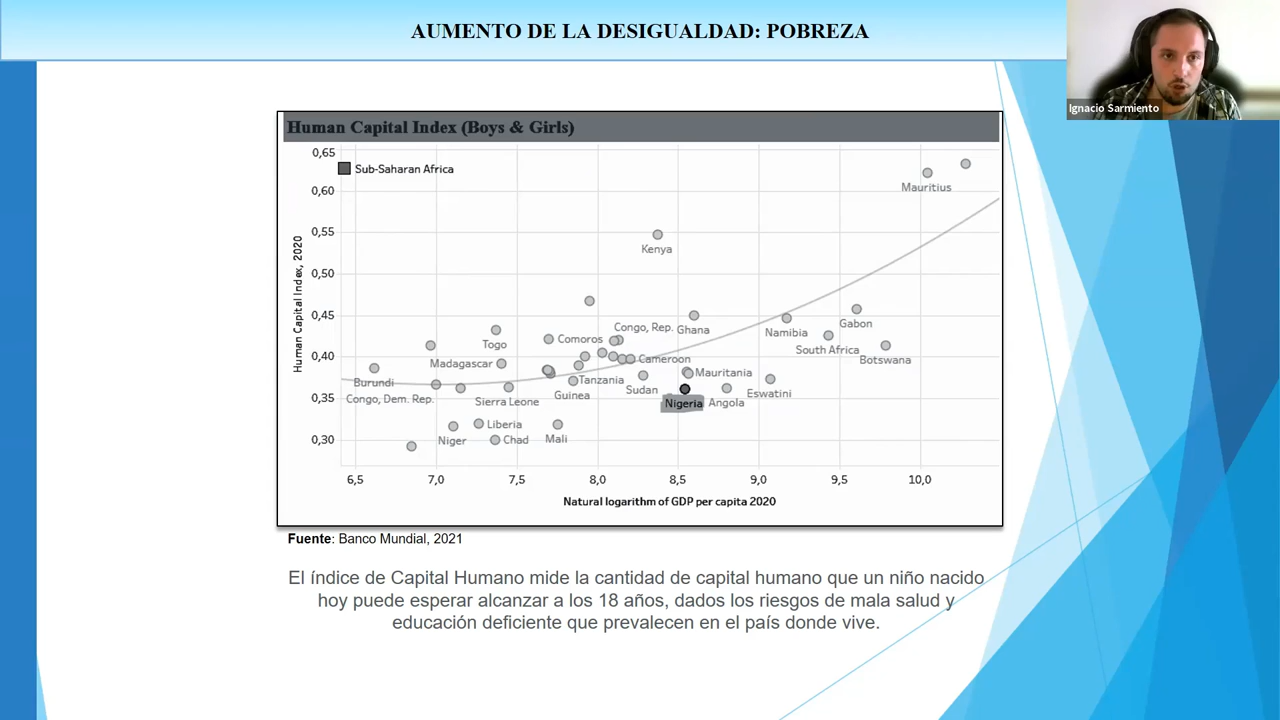 AUMENTO DE LA DESIGUALDAD: POBREZA
Ignacio Sarmiento
Human Capital Index (Boys & Girls)
0,65
Sub-Saharan Africa
0,60
Mauritius
0,55
Kenya
0,50
Human Capital Index, 2020
0,45
Congo, Rep.
Ghana
Namibia
Gabon
Togo
Comoros
South Africa
0,40
Madagascar
Cameroon
Botswana
Burundi
Tanzania
Mauritania
Congo, Dem. Rep.
Sierra Leone
Guinea
Sudan
Eswatini
0,35
Nigeria
Angola
Liberia
Niger
Chad
Mali
0,30
6,5 7,0 7,5 8,0 8,5 9,0 9,5 10,0
Natural logarithm of GDP per capita 2020
Fuente: Banco Mundial, 2021
El índice de Capital Humano mide la cantidad de capital humano que un niño nacido
hoy puede esperar alcanzar a los 18 años, dados los riesgos de mala salud y
educación deficiente que prevalecen en el país donde vive.